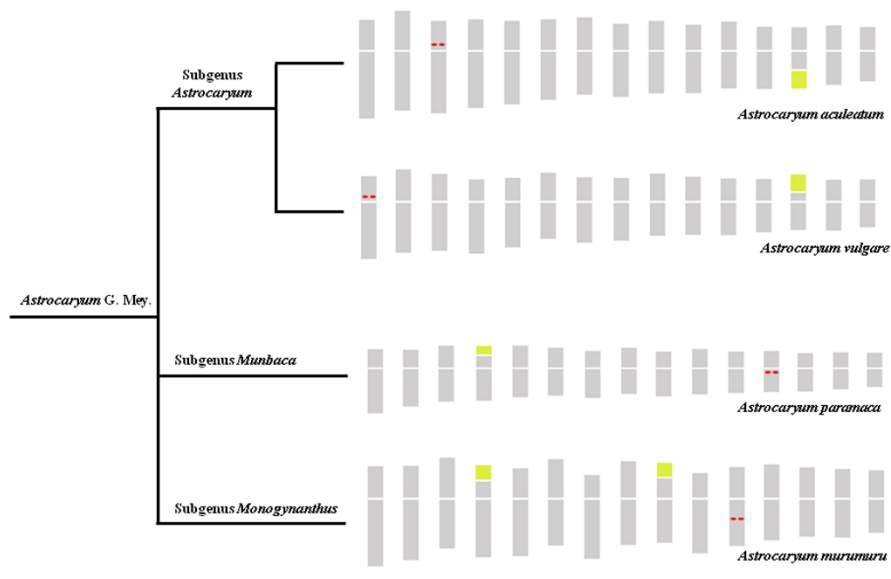 Subgenus
Astrocaryum
Astrocaryum aculeatum
Astrocaryum vulgare
Astrocaryum G. Mey.
Subgenus Munbaca
Astrocaryum paramaca
Subgenus Monogynanthus
Astrocaryum murumuru